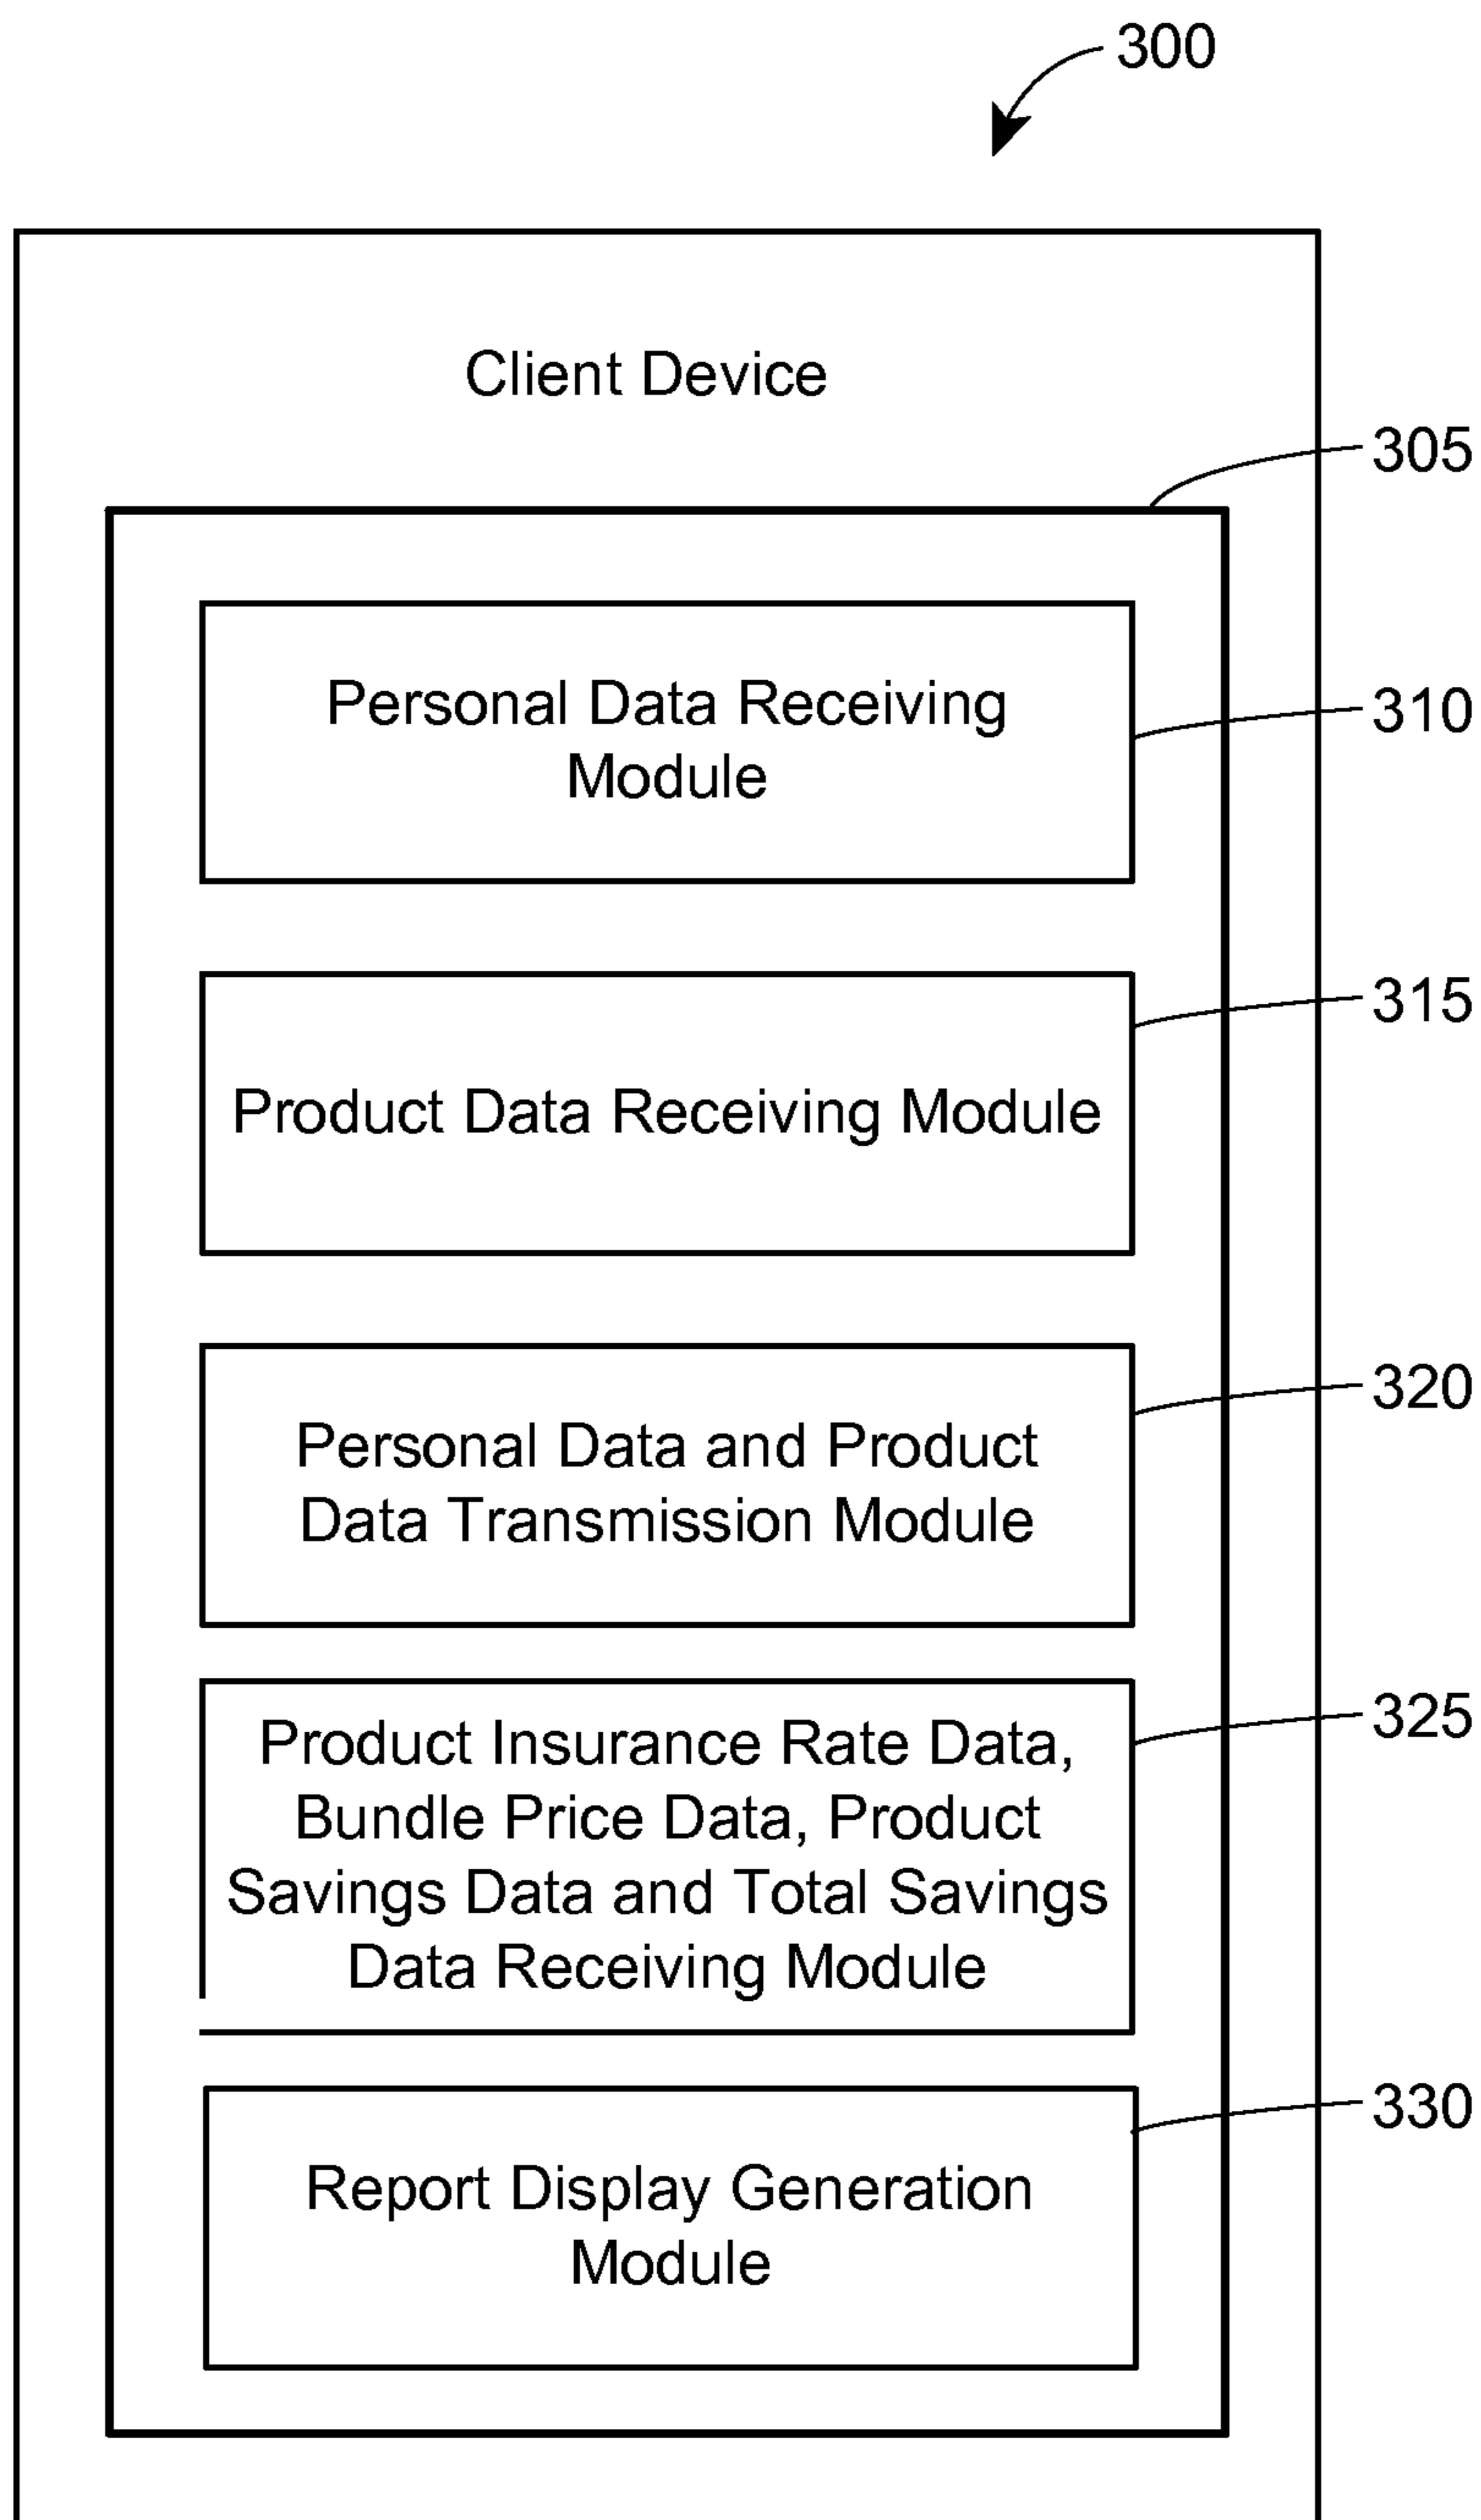 300
Client Device
305
Personal Data Receiving
Module
310
315
Product Data Receiving Module
320
Personal Data and Product
Data Transmission Module
325
Product Insurance Rate Data,
Bundle Price Data, Product
Savings Data and Total Savings
Data Receiving Module
330
Report Display Generation
Module